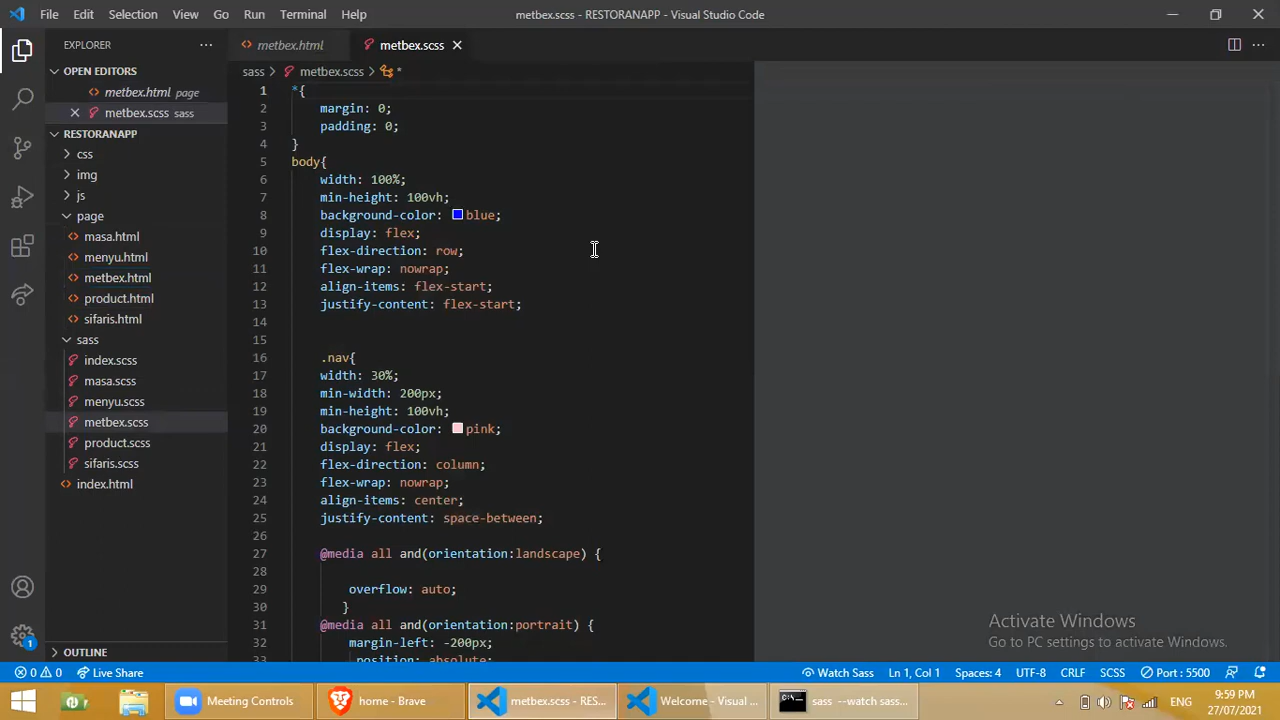 File Edit Selection View Go Run Terminal Help metbex.scss - RESTORANAPP - Visual Studio Code
EXPLORER
metbex.html
metbex.scss
OPEN EDITORS
metbex.html page
metbex.scss sass
RESTORANAPP
css
img
js
page
masa.html
menyu.html
metbex.html
product.html
sifaris.html
sass
index.scss
masa.scss
menyu.scss
metbex.scss
product.scss
sifaris.scss
index.html
OUTLINE
sass > metbex.scss > *
1 *{
2 margin: 0;
3 padding: 0;
4 }
5 body{
6 width: 100%;
7 min-height: 100vh;
8 background-color: blue;
9 display: flex;
10 flex-direction: row;
11 flex-wrap: nowrap;
12 align-items: flex-start;
13 justify-content: flex-start;
14
15
16 .nav{
17 width: 30%;
18 min-width: 200px;
19 min-height: 100vh;
20 background-color: pink;
21 display: flex;
22 flex-direction: column;
23 flex-wrap: nowrap;
24 align-items: center;
25 justify-content: space-between;
26
27 @media all and(orientation:landscape) {
28
29 overflow: auto;
30 }
31 @media all and(orientation:portrait) {
32 margin-left: -200px;
33 position: absolute;
Activate Windows
Go to PC settings to activate Windows.
0 0 Live Share Watch Sass Ln 1, Col 1 Spaces: 4 UTF-8 CRLF SCSS Port : 5500
1
Meeting Controls
home - Brave
metbex.scss - RES...
Welcome - Visual ...
sass --watch sass...
ENG
9:59 PM
27/07/2021